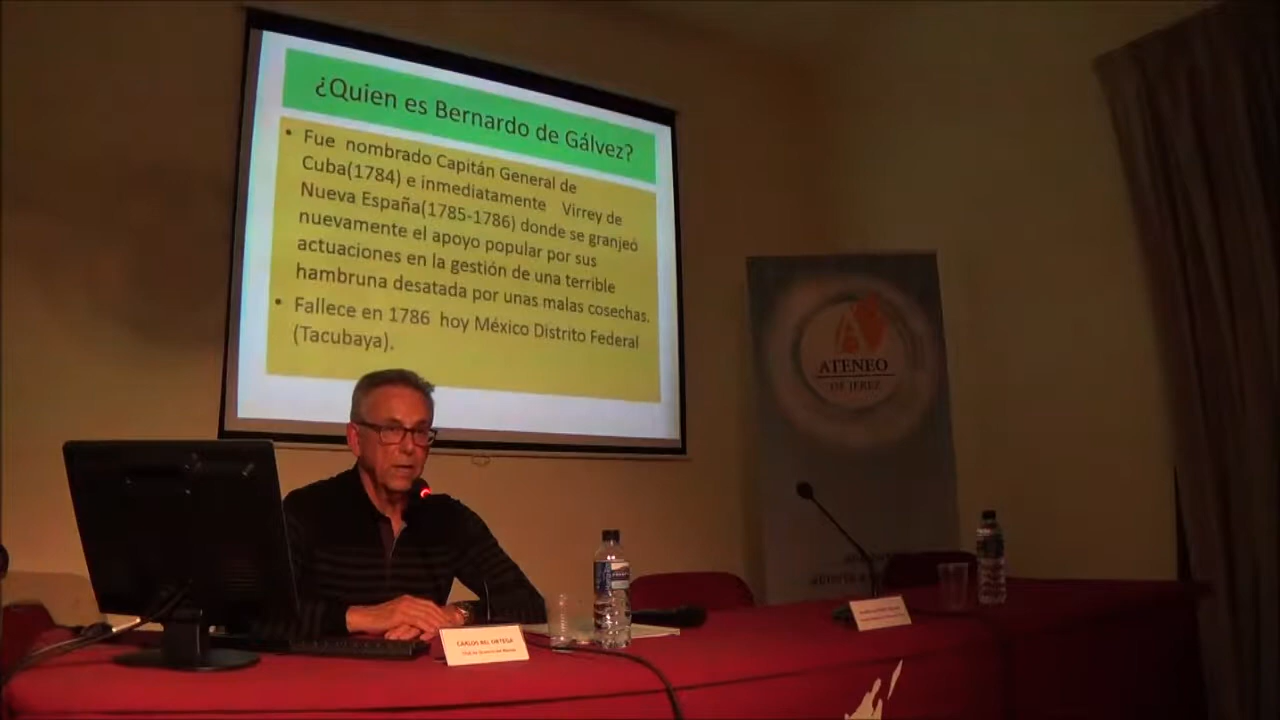 ¿Quien es Bernardo de Gálvez?
• Fue nombrado Capitán General de
Cuba(1784) e inmediatamente Virrey de
Nueva España(1785-1786) donde se granjeó
nuevamente el apoyo popular por sus
actuaciones en la gestión de una terrible
hambruna desatada por unas malas cosechas.
• Fallece en 1786 hoy México Distrito Federal
(Tacubaya).
ATENEO
DE JEREZ
CARLOS BEL ORTEGA